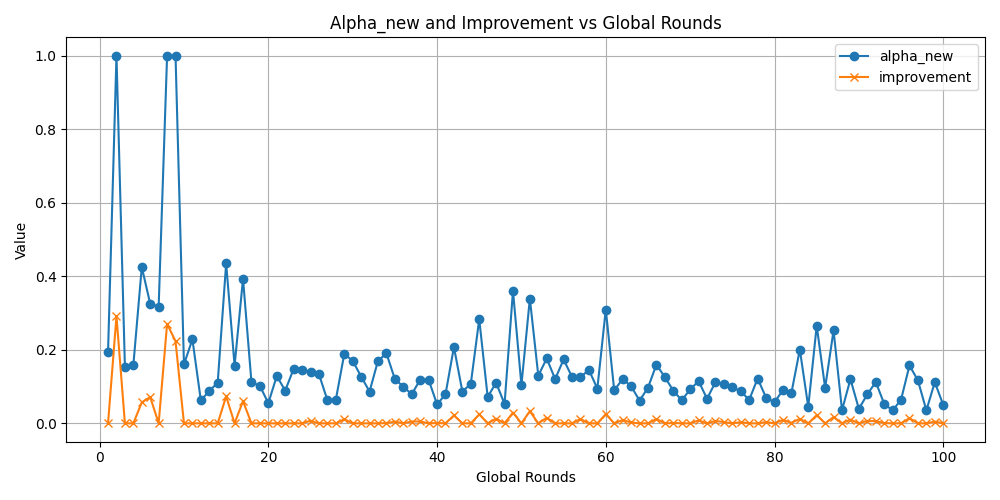 Alpha_new and Improvement vs Global Rounds
alpha_new
improvement
Value
1.0
0.8
0.6
0.4
0.2
0.0
0
20
40
60
80
100
Global Rounds